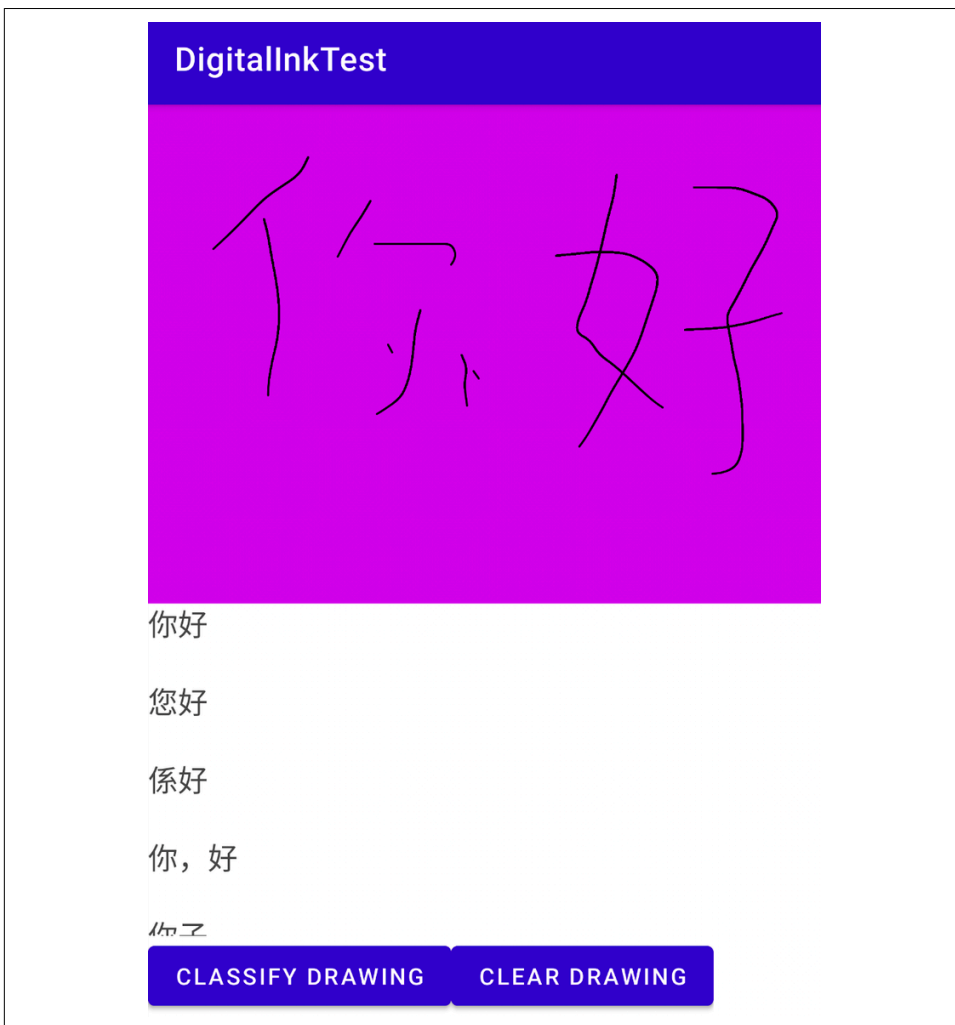 DigitalInkTest
你好
你好
您好
係好
你，好
CLASSIFY DRAWING CLEAR DRAWING